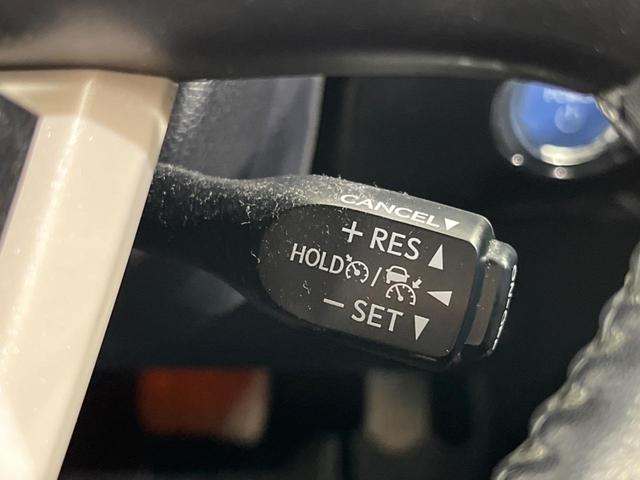 CANCEL▼
+ RES ▲
HOLD / ◀
− SET ▼